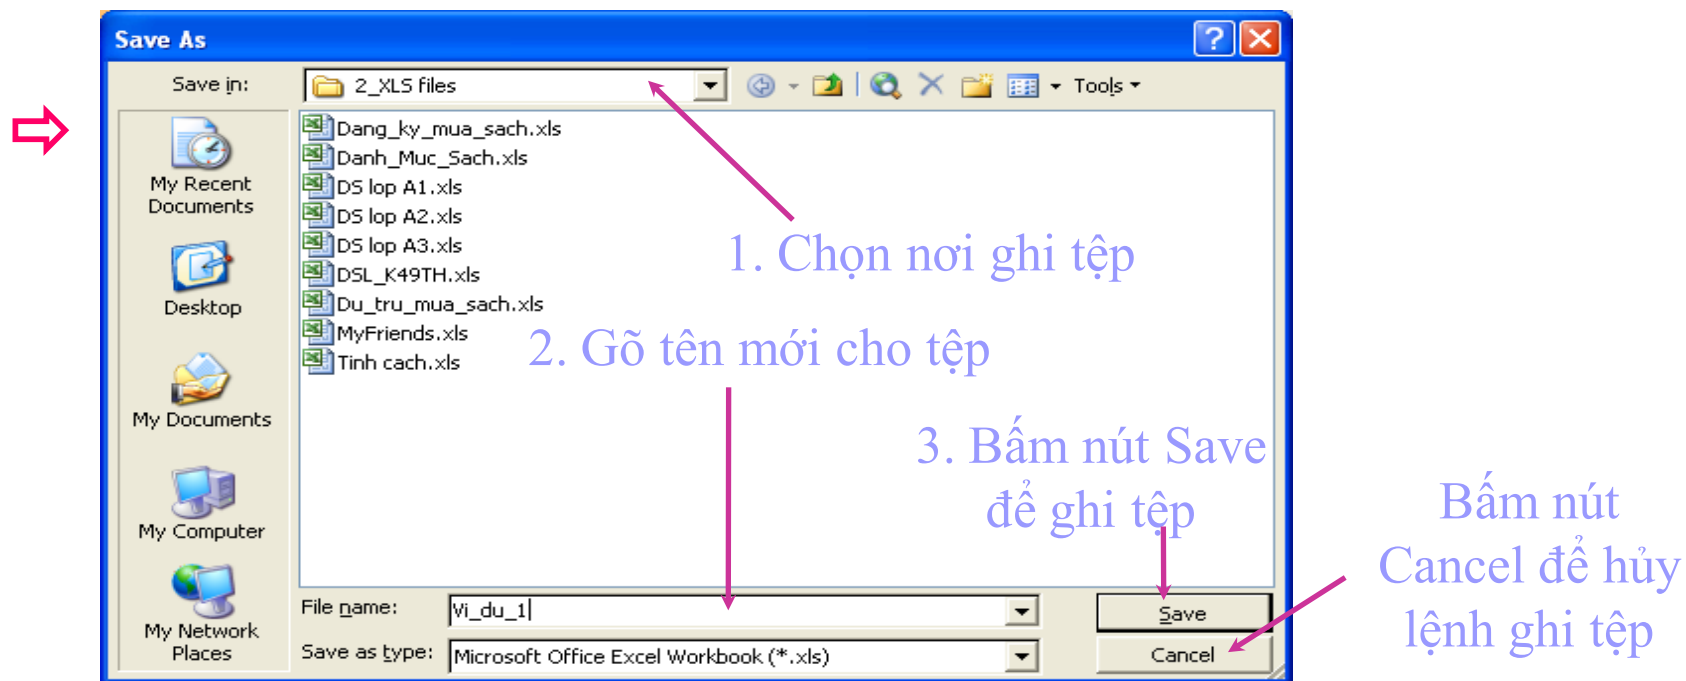 Save As
Save in:
2_XLS files
Tools
My Recent
Documents
Desktop
My Documents
My Computer
My Network
Places
Dang_ky_mua_sach.xls
Danh_Muc_Sach.xls
DS lop A1.xls
DS lop A2.xls
DS lop A3.xls
DSL_K49TH.xls
Du_tru_mua_sach.xls
MyFriends.xls
Tinh cach.xls
1. Chọn nơi ghi tệp
2. Gõ tên mới cho tệp
3. Bấm nút Save
để ghi tệp
Bấm nút
Cancel để hủy
lệnh ghi tệp
File name:
Vi_du_1
Save
Save as type:
Microsoft Office Excel Workbook (*.xls)
Cancel